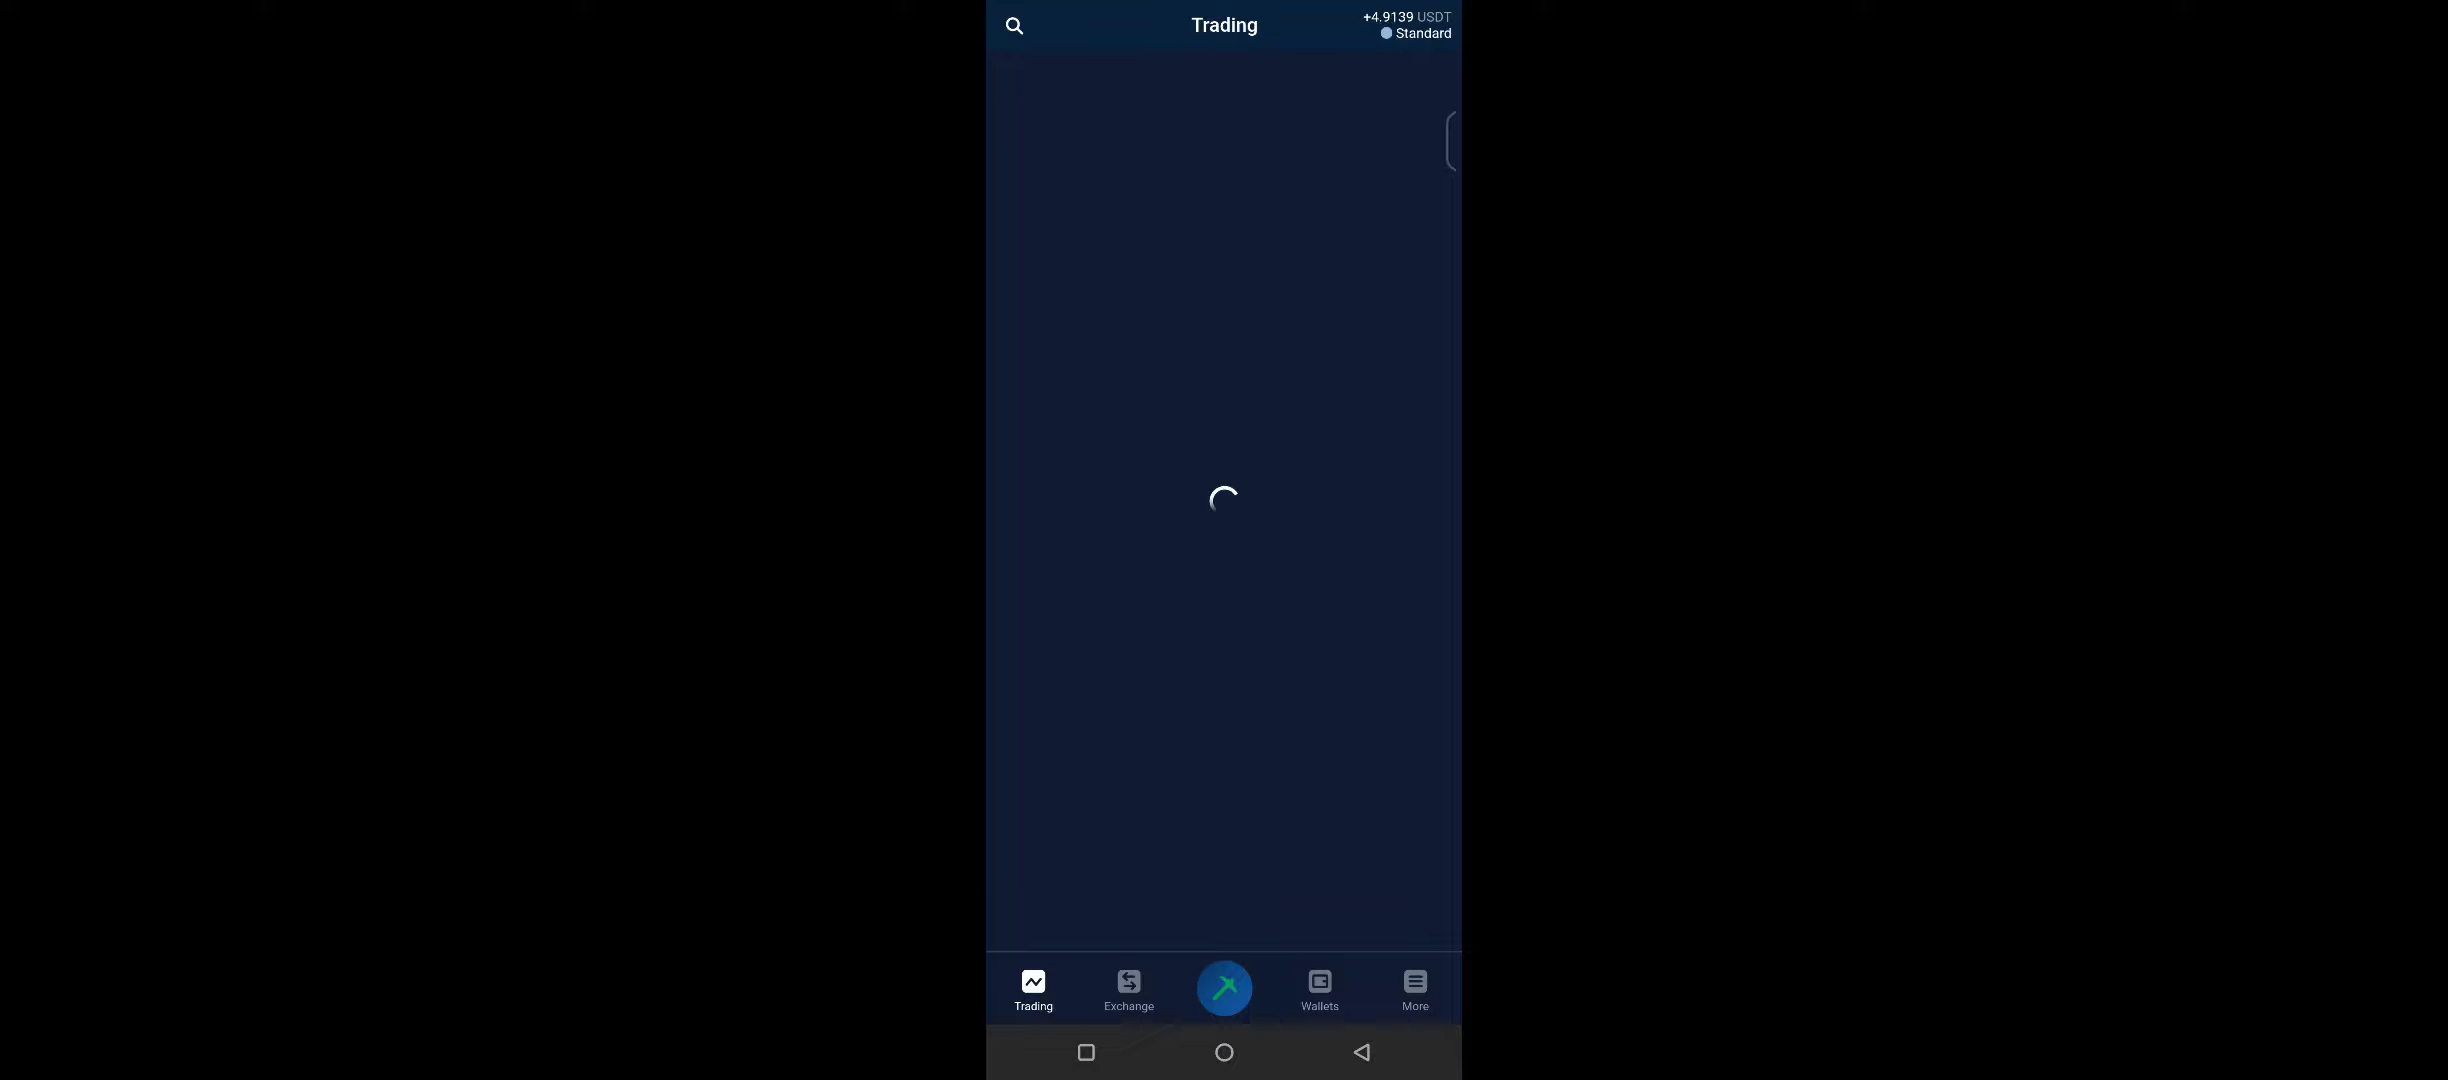 Trading
+4.9139 USDT
Standard
Trading
Exchange
Wallets
More